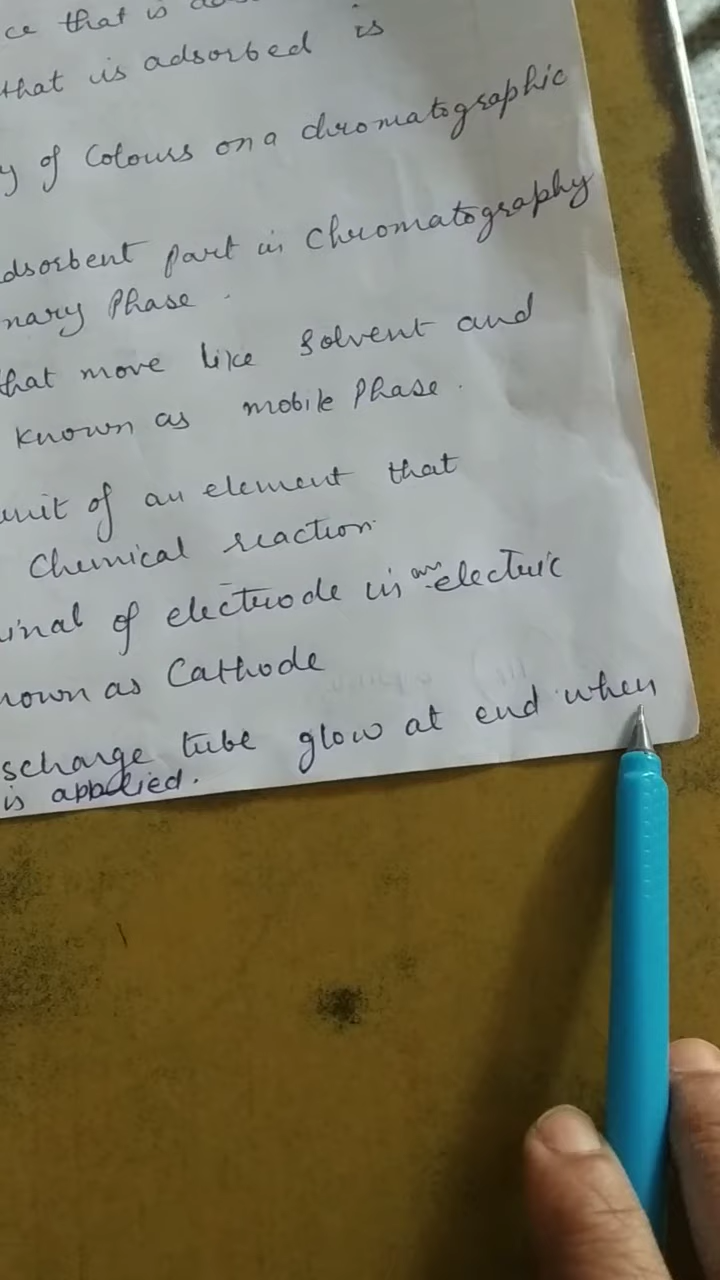 ce that is
that is adsorbed is
y of Colours on a chromatographic
dsorbent part in Chromatography
nary Phase.
that move like Solvent and
known as mobile Phase.
unit of an element that
Chemical reaction.
inal of electrode in an electric
nown as Cathode
scharge tube glow at end when
is applied.